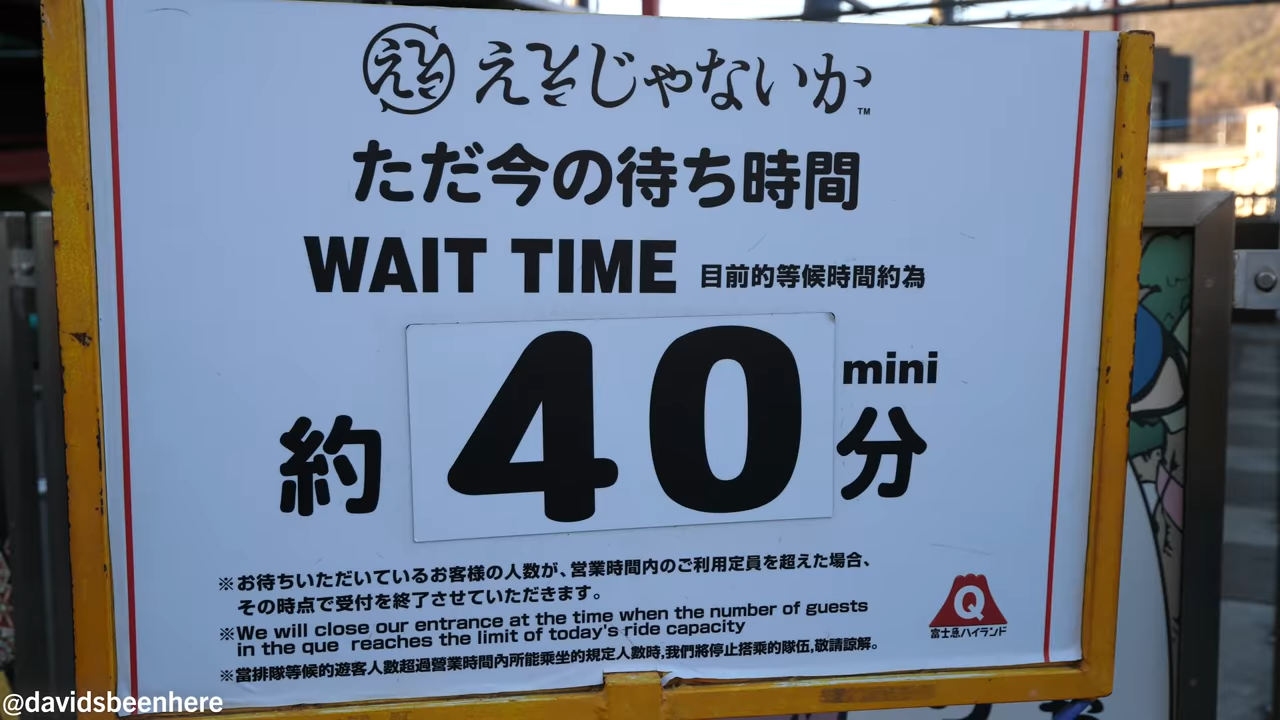 ええじゃないか™
ただ今の待ち時間
WAIT TIME 目前的等候時間約為
約 40 mini 分
※お待ちいただいているお客様の人数が、営業時間内のご利用定員を超えた場合、
その時点で受付を終了させていただきます。
※We will close our entrance at the time when the number of guests
in the que reaches the limit of today's ride capacity
※當排隊等候的遊客人數超過營業時間內所能乘坐的規定人數時,我們將停止搭乘的隊伍,敬請諒解。
Q
富士急ハイランド
@davidsbeenhere